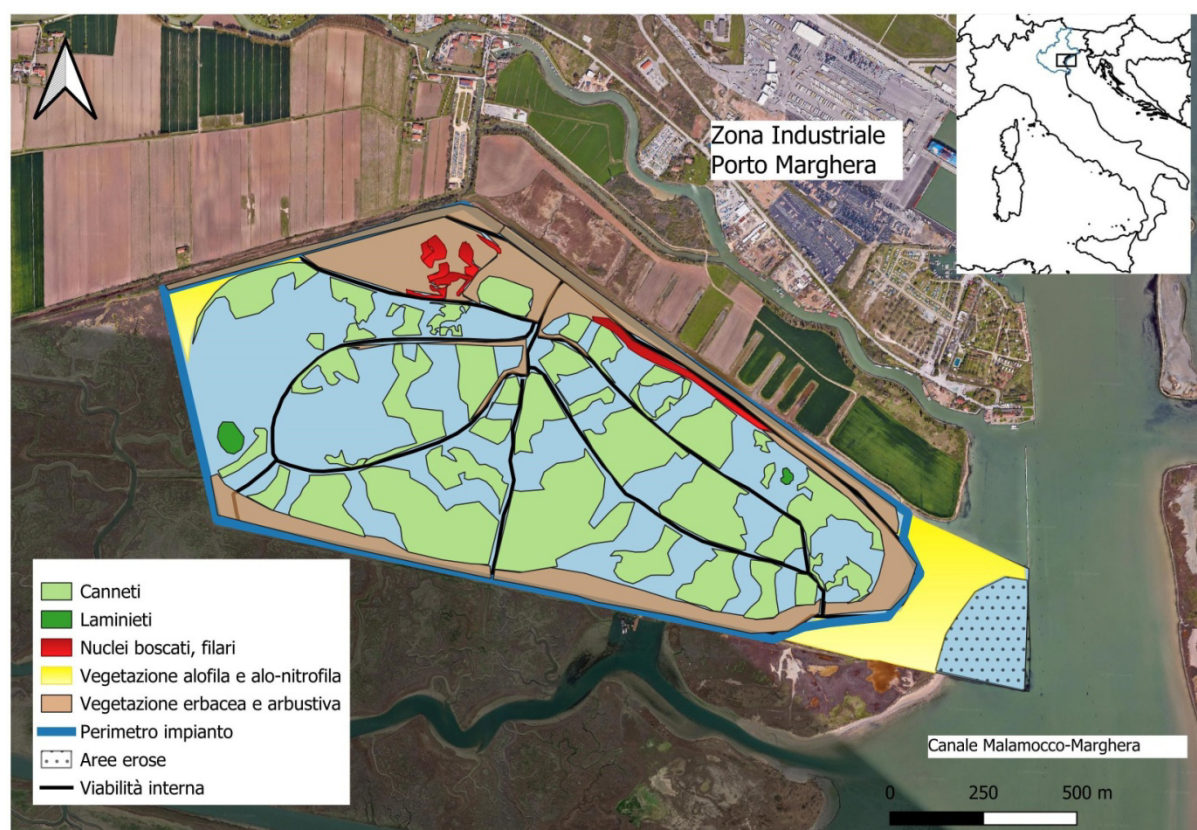 Zona Industriale
Porto Marghera
Canneti
Laminieti
Nuclei boscati, filari
Vegetazione alofila e alo-nitrofila
Vegetazione erbacea e arbustiva
Perimetro impianto
Aree erose
Viabilità interna
Canale Malamocco-Marghera
0 250 500 m